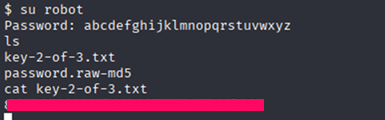 $ su robot
Password: abcdefghijklmnopqrstuvwxyz
ls
key-2-of-3.txt
password.raw-md5
cat key-2-of-3.txt